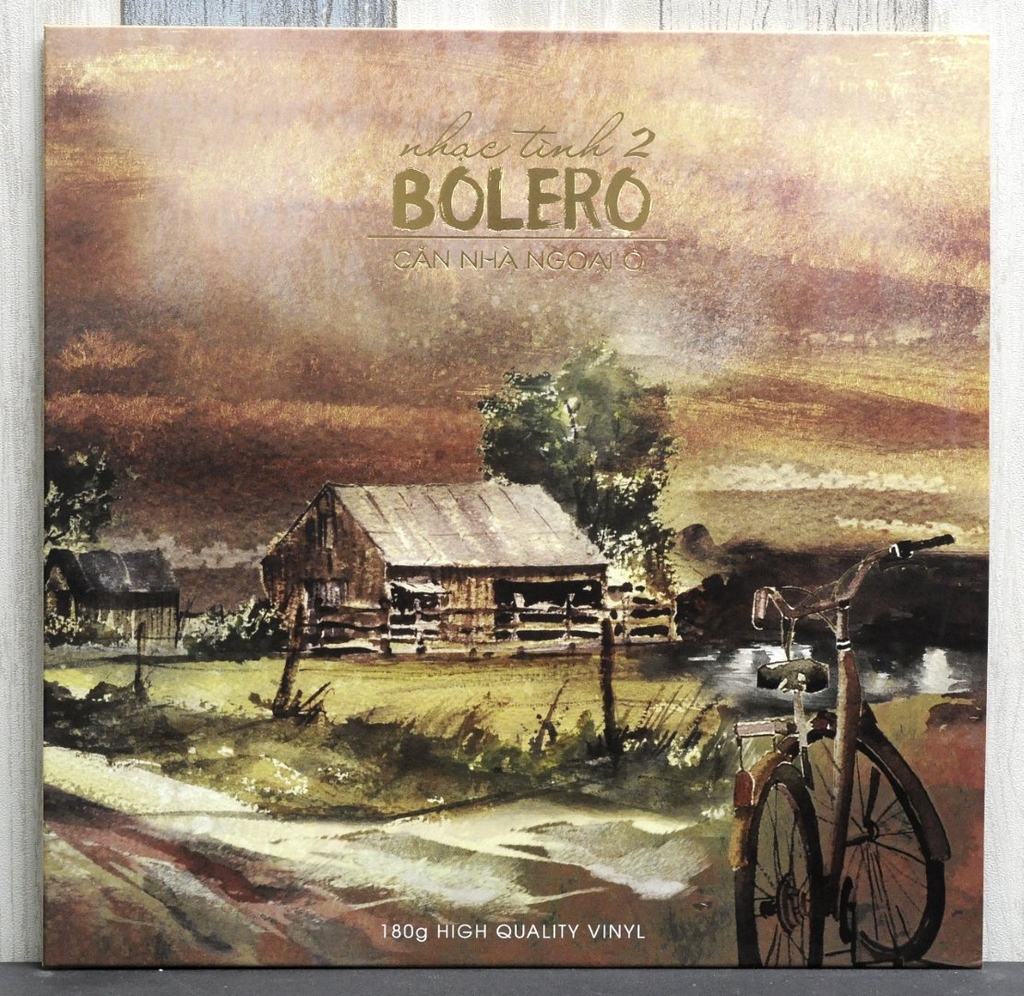 nhạc tình 2
BOLERO
CĂN NHÀ NGOẠI Ô
180g HIGH QUALITY VINYL